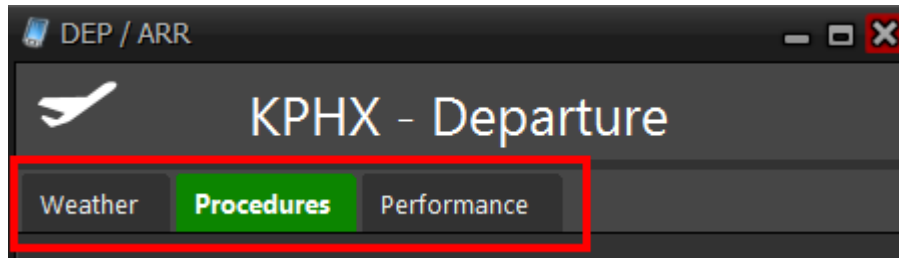 DEP / ARR
KPHX - Departure
Weather Procedures Performance